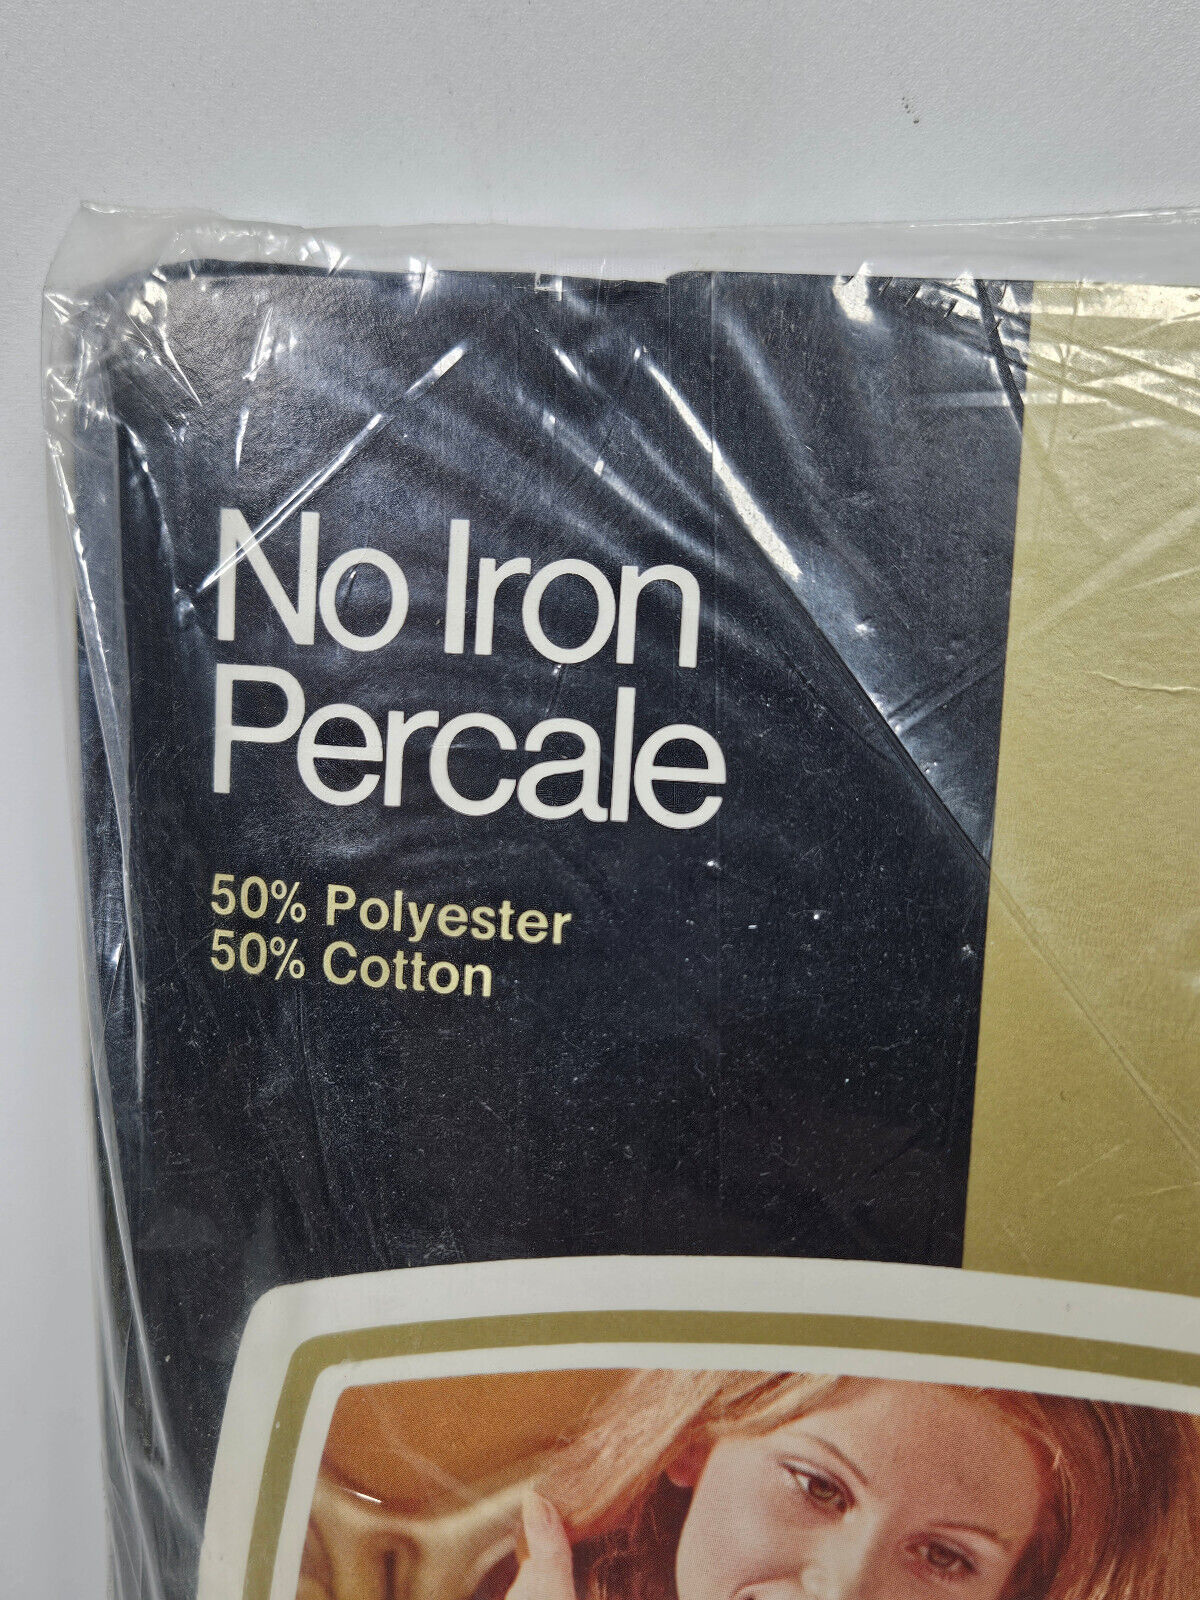 No Iron
Percale
50% Polyester
50% Cotton